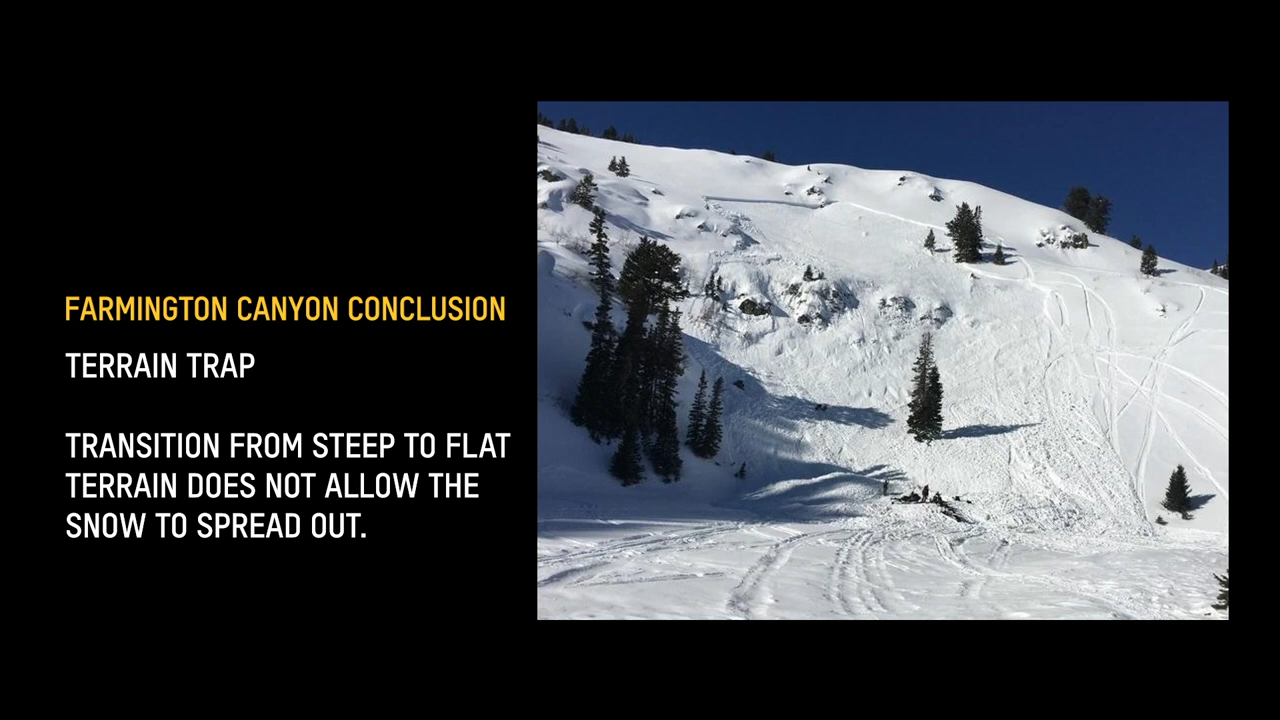 FARMINGTON CANYON CONCLUSION
TERRAIN TRAP
TRANSITION FROM STEEP TO FLAT
TERRAIN DOES NOT ALLOW THE
SNOW TO SPREAD OUT.